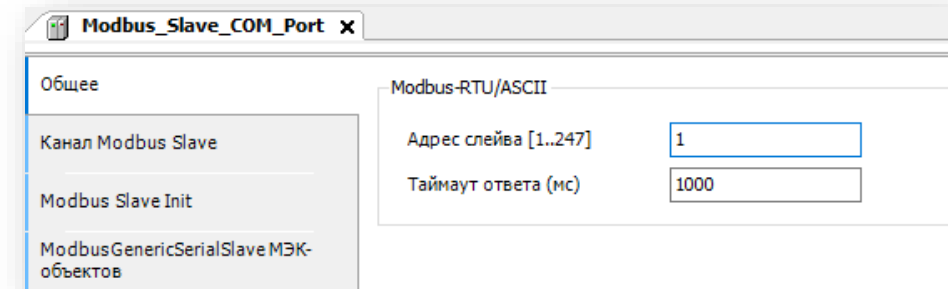 Modbus_Slave_COM_Port x
Общее
Modbus-RTU/ASCII
Адрес слейва [1..247] 1
Канал Modbus Slave
Таймаут ответа (мс) 1000
Modbus Slave Init
ModbusGenericSerialSlave МЭК-
объектов